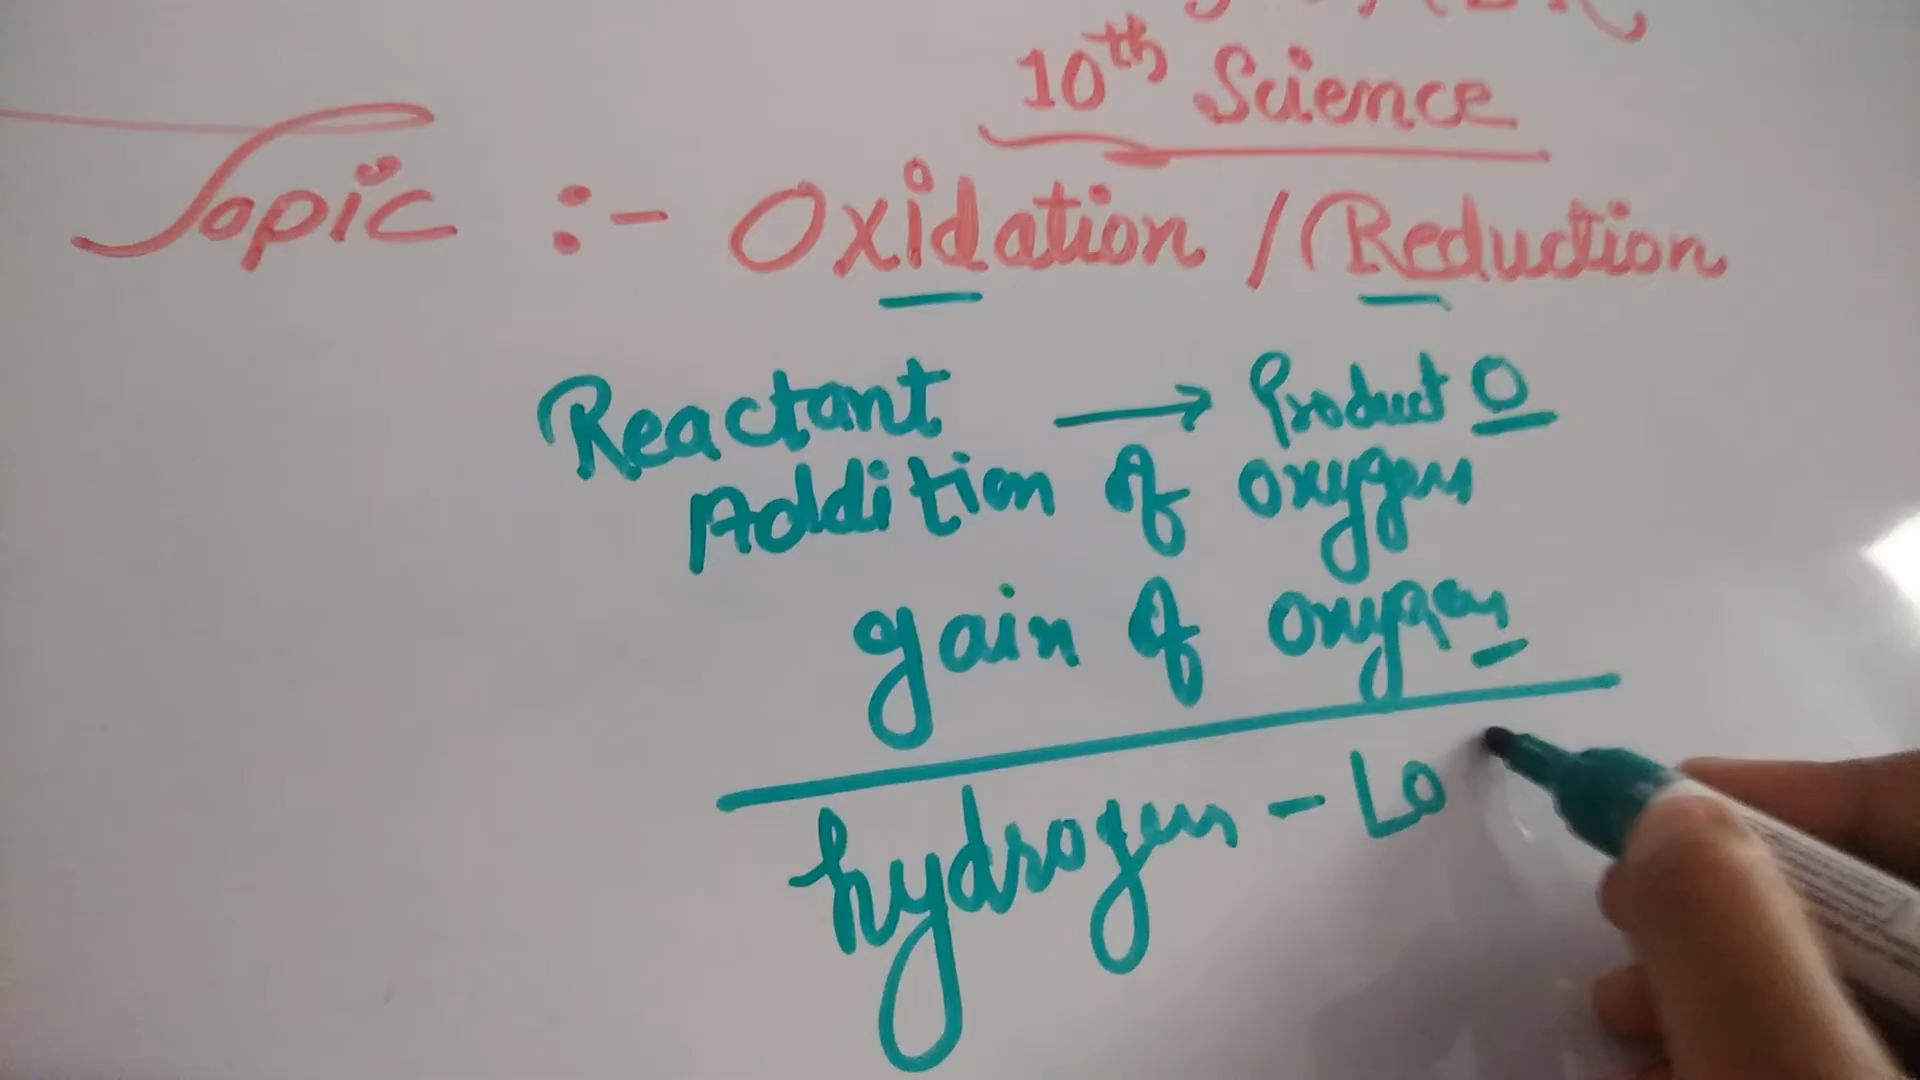 10th Science
Topic :- Oxidation / Reduction
Reactant → Product O
Addition of oxygen
gain of oxygen
hydrogen - Lo